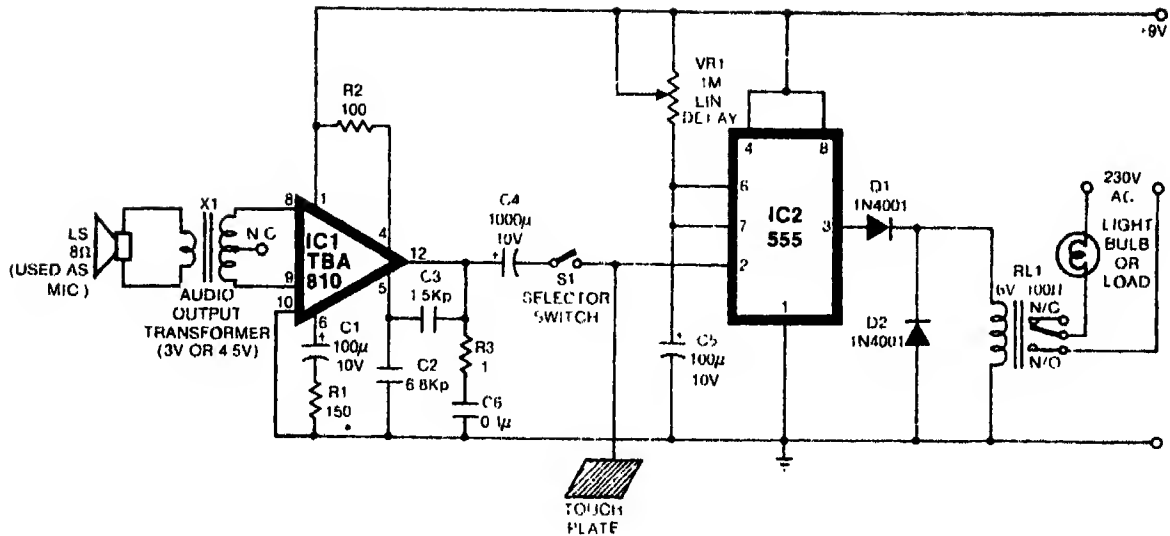 +9V
VR1
1M
LIN
DELAY
R2
100
1
4
8
C4
1000µ
10V
+
6
7
2
3
1
IC2
555
D1
1N4001
D2
1N4001
230V
AC.
LIGHT
BULB
OR
LOAD
RL1
6V 100Ω
N/C
N/O
X1
8
N C
9
10
IC1
TBA
810
12
5
6
LS
8Ω
(USED AS
MIC )
AUDIO
OUTPUT
TRANSFORMER
(3V OR 4 5V)
C3
1 5Kp
S1
SELECTOR
SWITCH
+
C1
100µ
10V
R1
150
C2
6 8Kp
R3
1
C6
0 1µ
+
C5
100µ
10V
TOUCH
PLATE